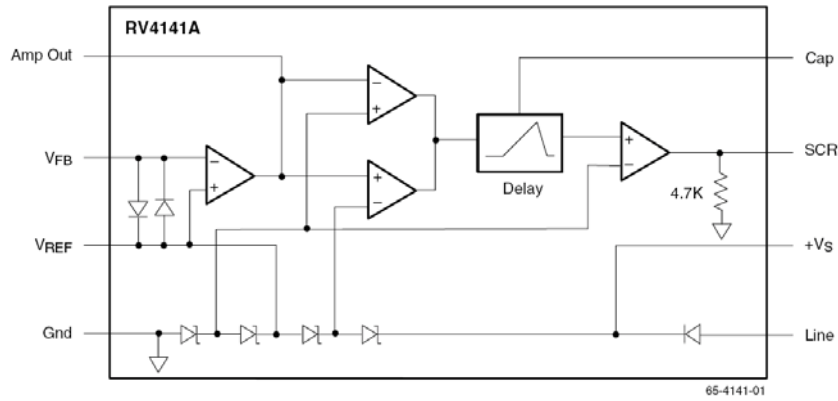 RV4141A
Amp Out
Cap
VFB
SCR
Delay
4.7K
VREF
+VS
Gnd
Line
65-4141-01